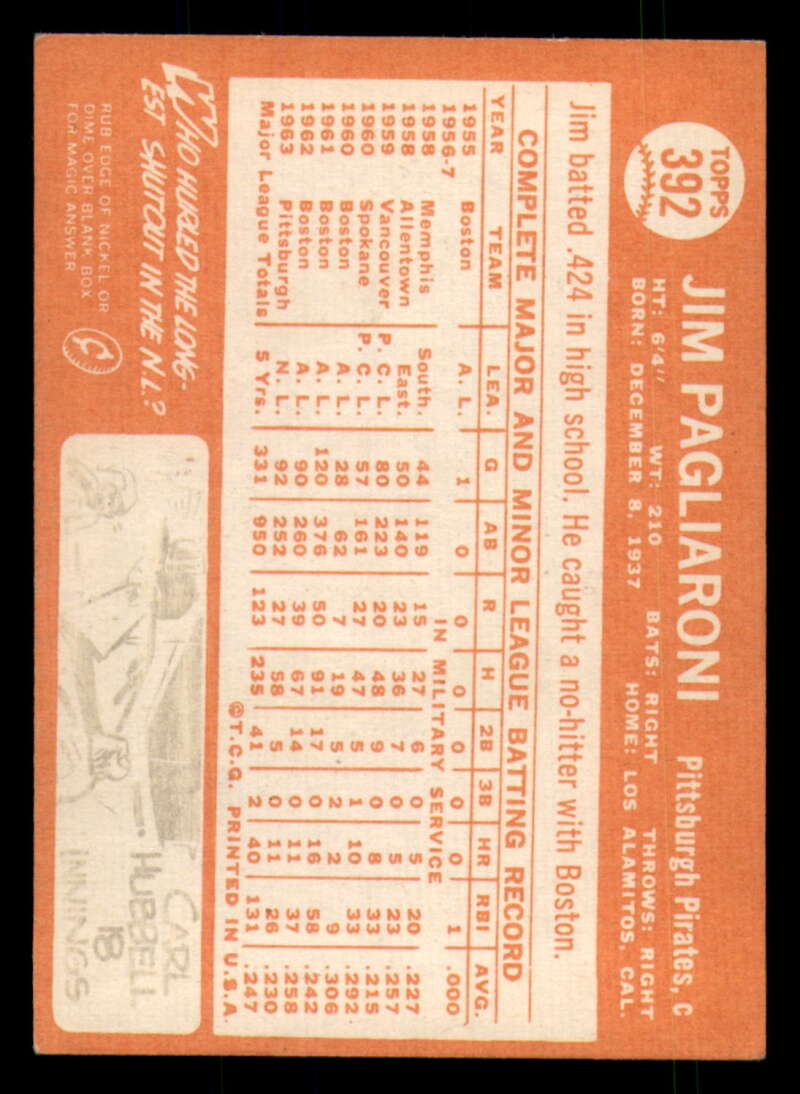 TOPPS
392
JIM PAGLIARONI Pittsburgh Pirates, c
HT: 6'4" WT: 210 BATS: RIGHT THROWS: RIGHT
BORN: DECEMBER 8, 1937 HOME: LOS ALAMITOS, CAL.
Jim batted .424 in high school. He caught a no-hitter with Boston.
COMPLETE MAJOR AND MINOR LEAGUE BATTING RECORD
YEAR TEAM LEA. G AB R H 2B 3B HR RBI AVG.
1955 Boston A. L. 1 0 0 0 0 0 0 1 .000
1956-7 IN MILITARY SERVICE
1958 Memphis South. 44 119 15 27 6 0 5 20 .227
1958 Allentown East. 50 140 23 36 7 0 5 23 .257
1959 Vancouver P. C. L. 80 223 20 48 9 0 8 33 .215
1960 Spokane P. C. L. 57 161 27 47 5 1 10 33 .292
1960 Boston A. L. 28 62 7 19 5 2 2 9 .306
1961 Boston A. L. 120 376 50 91 17 0 16 58 .242
1962 Boston A. L. 90 260 39 67 14 0 11 37 .258
1963 Pittsburgh N. L. 92 252 27 58 5 0 11 26 .230
Major League Totals 5 Yrs. 331 950 123 235 41 2 40 131 .247
© T.C.G. PRINTED IN U.S.A.
WHO HURLED THE LONG-
EST SHUTOUT IN THE N.L.?
RUB EDGE OF NICKEL OR
DIME OVER BLANK BOX
FOR MAGIC ANSWER
CARL
HUBBELL
18
INNINGS